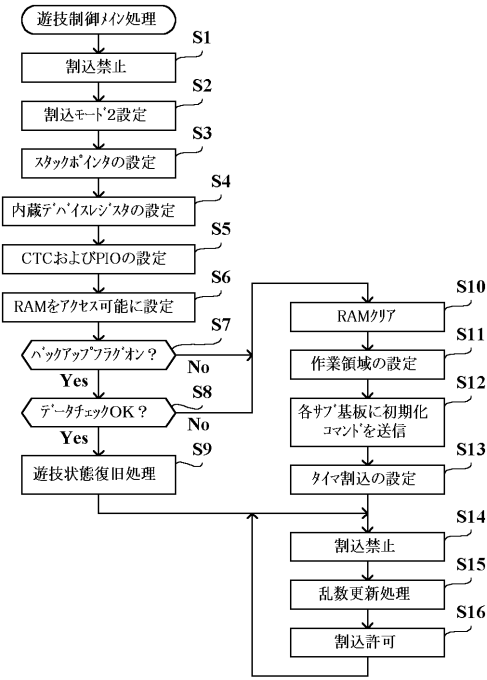 遊技制御ﾒｲﾝ処理
S1
割込禁止
S2
割込ﾓｰﾄﾞ2設定
S3
ｽﾀｯｸﾎﾟｲﾝﾀの設定
S4
内蔵ﾃﾞﾊﾞｲｽﾚｼﾞｽﾀの設定
S5
CTCおよびPIOの設定
S6
RAMをｱｸｾｽ可能に設定
S7
ﾊﾞｯｸｱｯﾌﾟﾌﾗｸﾞｵﾝ？
No
Yes
S8
ﾃﾞｰﾀﾁｪｯｸOK？
No
Yes
S9
遊技状態復旧処理
S10
RAMｸﾘｱ
S11
作業領域の設定
S12
各ｻﾌﾞ基板に初期化
ｺﾏﾝﾄﾞを送信
S13
ﾀｲﾏ割込の設定
S14
割込禁止
S15
乱数更新処理
S16
割込許可